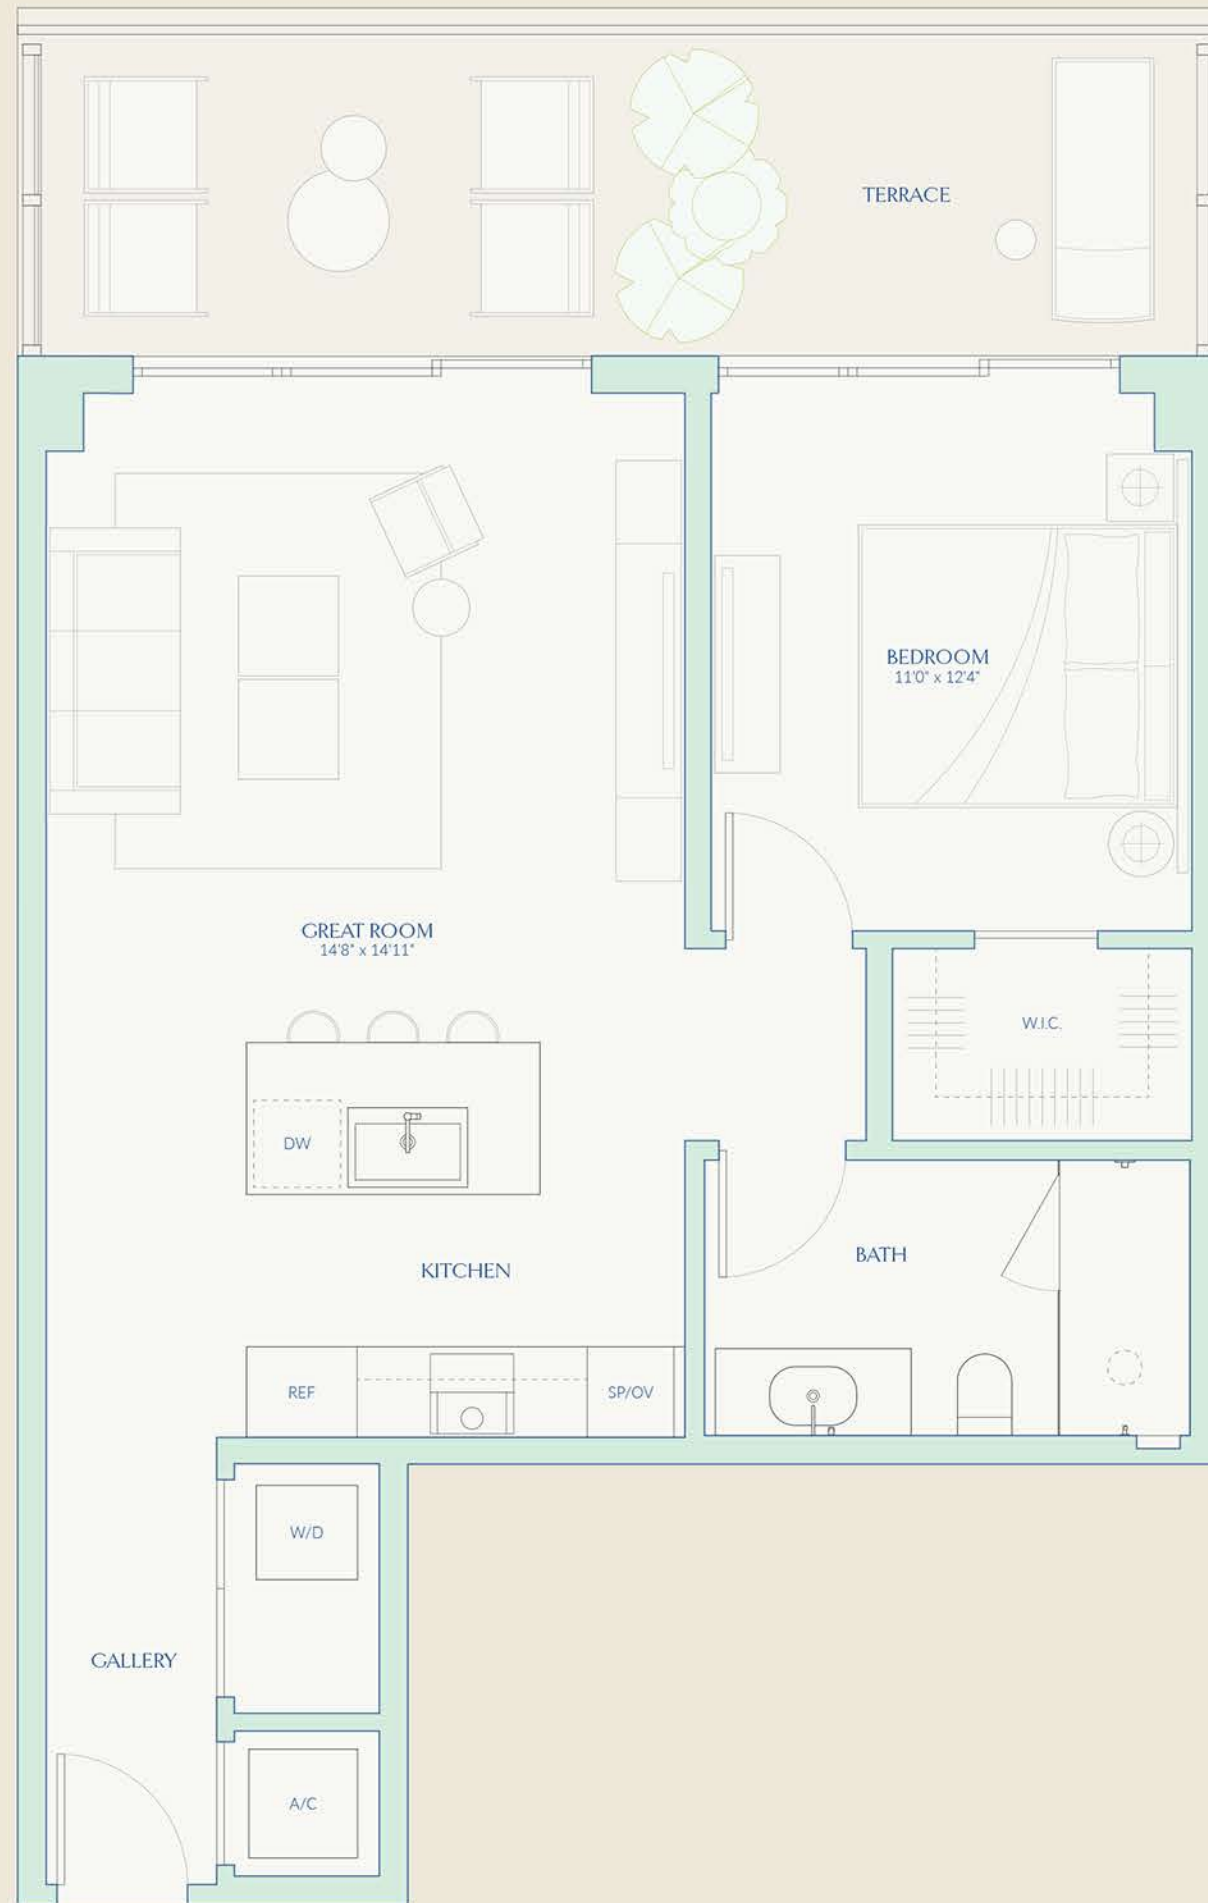 TERRACE
BEDROOM
11'0" x 12'4"
GREAT ROOM
14'8" x 14'11"
W.I.C.
DW
BATH
KITCHEN
REF
SP/OV
W/D
GALLERY
A/C